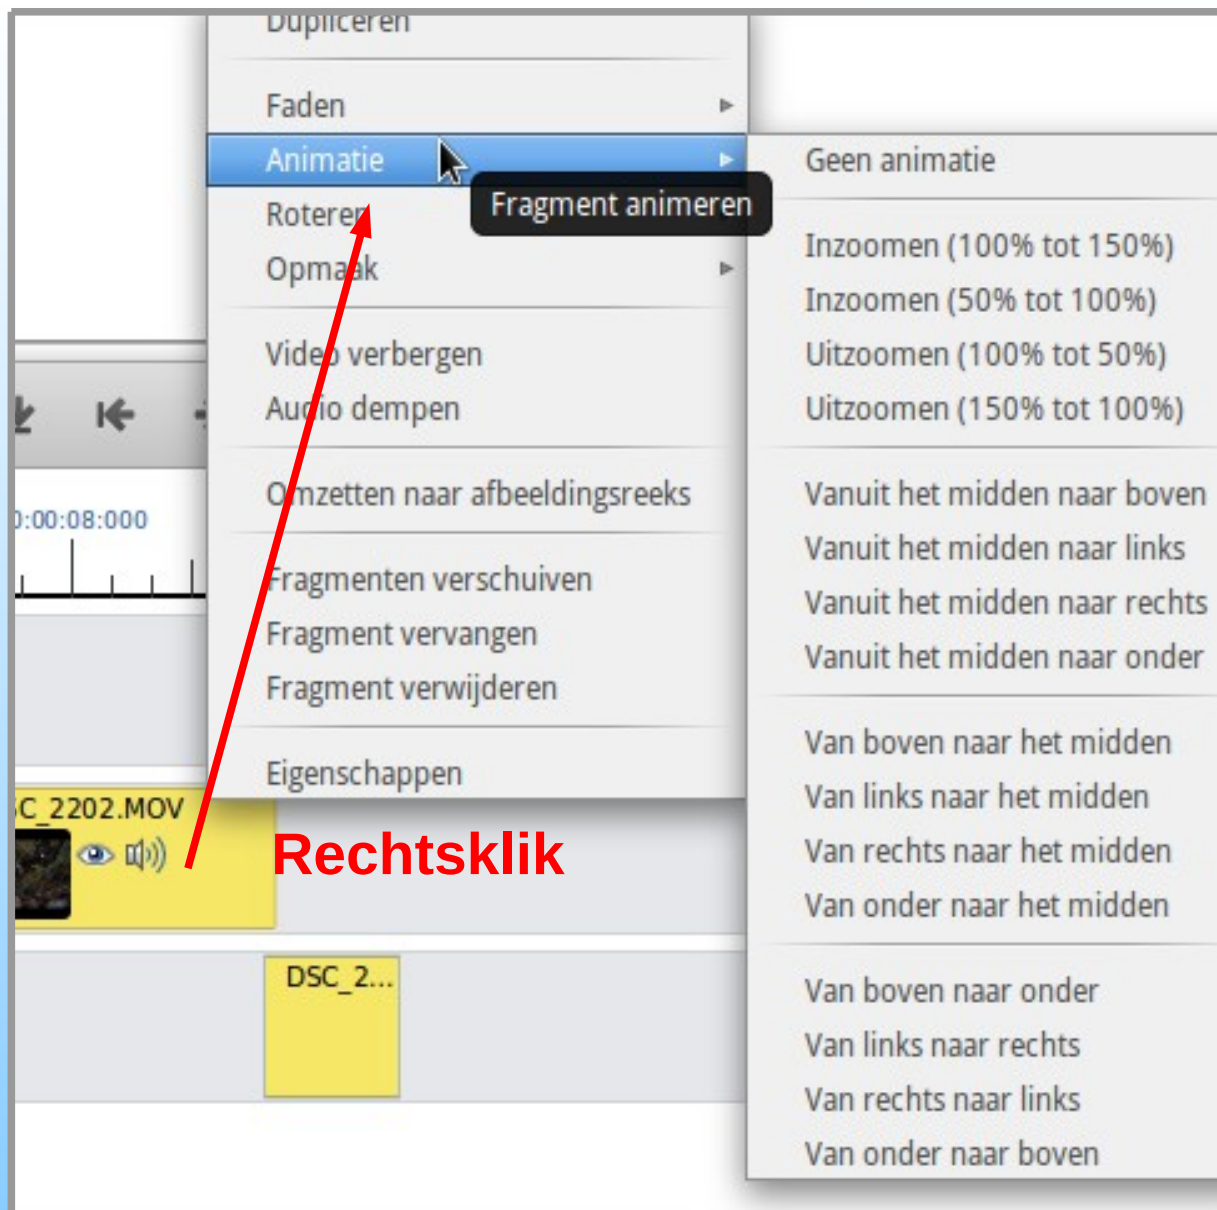 Dupliceren
Faden
Animatie
Fragment animeren
Roteren
Opmaak
Video verbergen
Audio dempen
Omzetten naar afbeeldingsreeks
Fragmenten verschuiven
Fragment vervangen
Fragment verwijderen
Eigenschappen
Geen animatie
Inzoomen (100% tot 150%)
Inzoomen (50% tot 100%)
Uitzoomen (100% tot 50%)
Uitzoomen (150% tot 100%)
Vanuit het midden naar boven
Vanuit het midden naar links
Vanuit het midden naar rechts
Vanuit het midden naar onder
Van boven naar het midden
Van links naar het midden
Van rechts naar het midden
Van onder naar het midden
Van boven naar onder
Van links naar rechts
Van rechts naar links
Van onder naar boven
0:00:08:000
SC_2202.MOV
Rechtsklik
DSC_2...